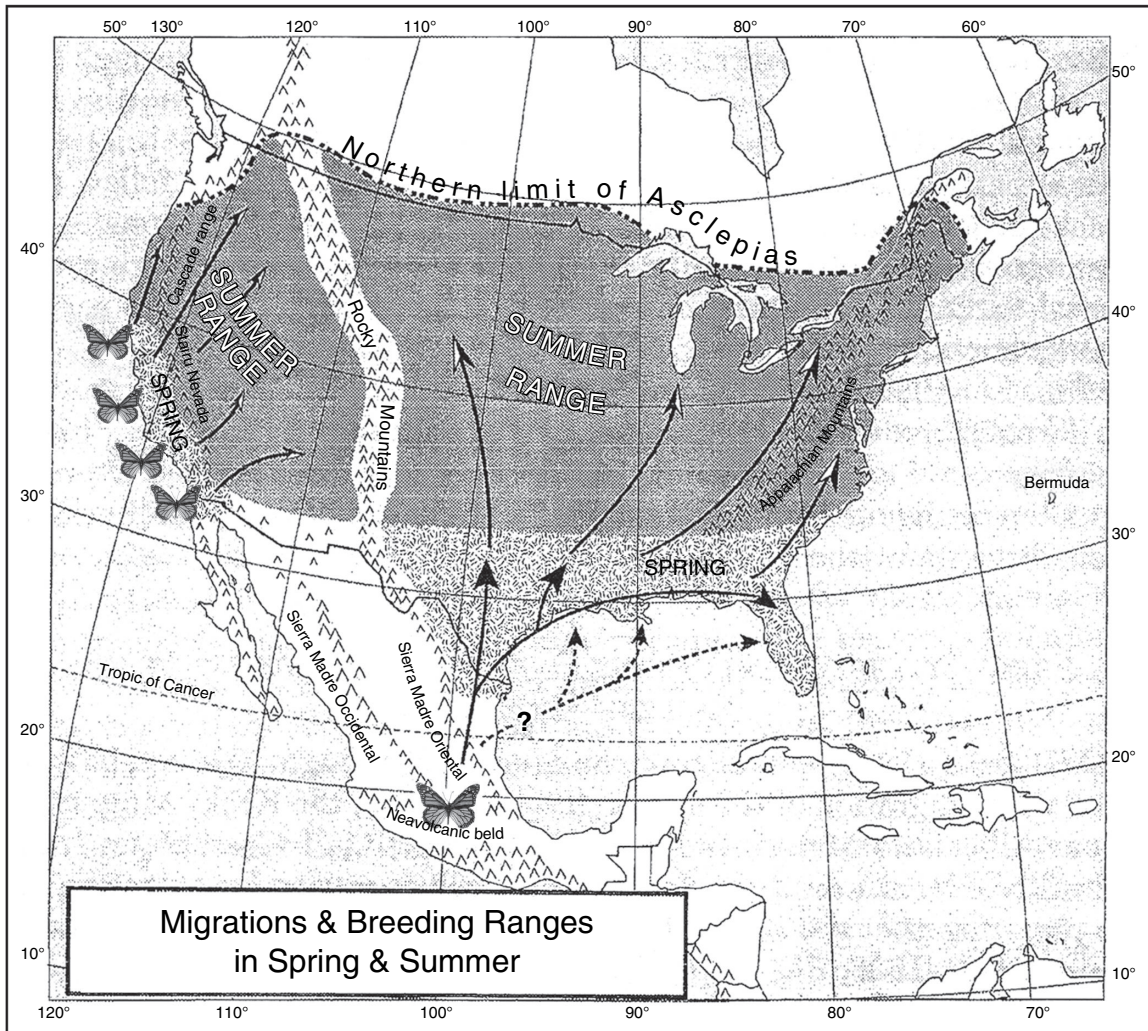 50° 130° 120° 110° 100° 90° 80° 70° 60°
50°
40°
40°
30°
30°
20°
20°
10°
10°
120° 110° 100° 90° 80° 70°
Northern limit of Asclepias
Cascade range
SUMMER
RANGE
Rocky
Mountains
SUMMER
RANGE
SPRING
Nevada
Appalachian Mountains
Bermuda
SPRING
Tropic of Cancer
Sierra Madre Occidental
Sierra Madre Oriental
?
Neavolcanic beld
Migrations & Breeding Ranges
in Spring & Summer